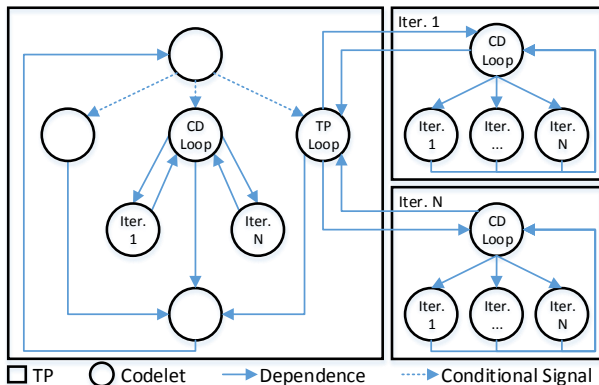 Iter. 1
CD
Loop
CD
Loop
TP
Loop
Iter.
1
Iter.
...
Iter.
N
Iter.
1
Iter.
N
Iter. N
CD
Loop
Iter.
1
Iter.
...
Iter.
N
TP
Codelet
Dependence
Conditional Signal